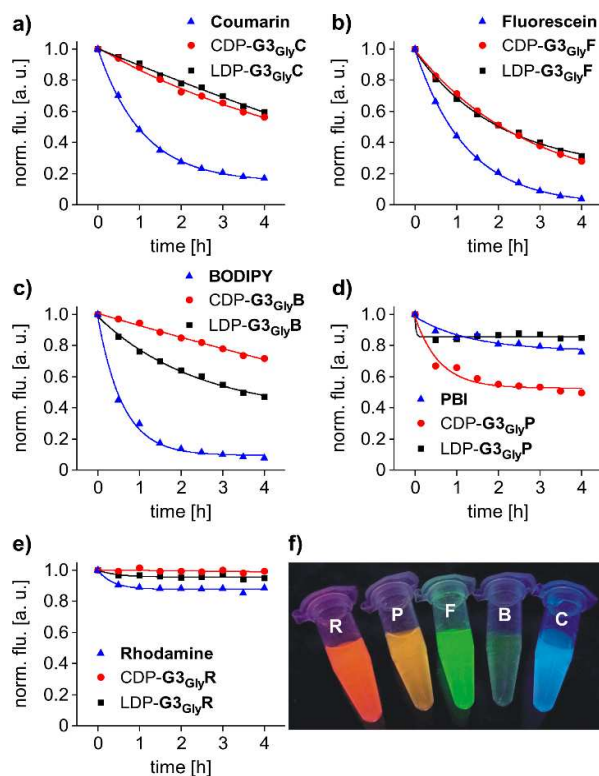 a)
Coumarin
CDP-G3GlyC
LDP-G3GlyC
norm. flu. [a. u.]
1.0
0.8
0.6
0.4
0.2
0
0 1 2 3 4
time [h]
b)
Fluorescein
CDP-G3GlyF
LDP-G3GlyF
norm. flu. [a. u.]
1.0
0.8
0.6
0.4
0.2
0
0 1 2 3 4
time [h]
c)
BODIPY
CDP-G3GlyB
LDP-G3GlyB
norm. flu. [a. u.]
1.0
0.8
0.6
0.4
0.2
0
0 1 2 3 4
time [h]
d)
norm. flu. [a. u.]
1.0
0.8
0.6
0.4
0.2
0
PBI
CDP-G3GlyP
LDP-G3GlyP
0 1 2 3 4
time [h]
e)
norm. flu. [a. u.]
1.0
0.8
0.6
0.4
0.2
0
Rhodamine
CDP-G3GlyR
LDP-G3GlyR
0 1 2 3 4
time [h]
f)
R P F B C